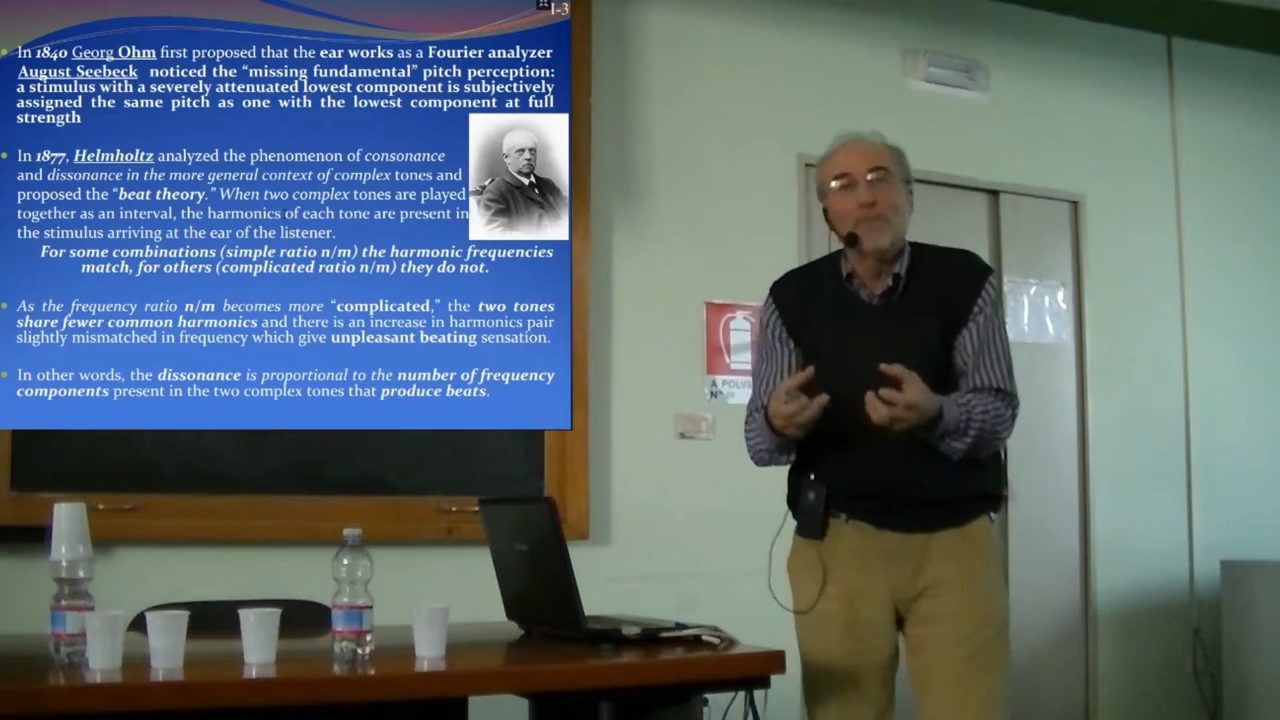 1-3
In 1840 Georg Ohm first proposed that the ear works as a Fourier analyzer
August Seebeck noticed the “missing fundamental” pitch perception:
a stimulus with a severely attenuated lowest component is subjectively
assigned the same pitch as one with the lowest component at full
strength
In 1877, Helmholtz analyzed the phenomenon of consonance
and dissonance in the more general context of complex tones and
proposed the “beat theory.” When two complex tones are played
together as an interval, the harmonics of each tone are present in
the stimulus arriving at the ear of the listener.
For some combinations (simple ratio n/m) the harmonic frequencies
match, for others (complicated ratio n/m) they do not.
As the frequency ratio n/m becomes more “complicated,” the two tones
share fewer common harmonics and there is an increase in harmonics pair
slightly mismatched in frequency which give unpleasant beating sensation.
In other words, the dissonance is proportional to the number of frequency
components present in the two complex tones that produce beats.
A POLV
N°